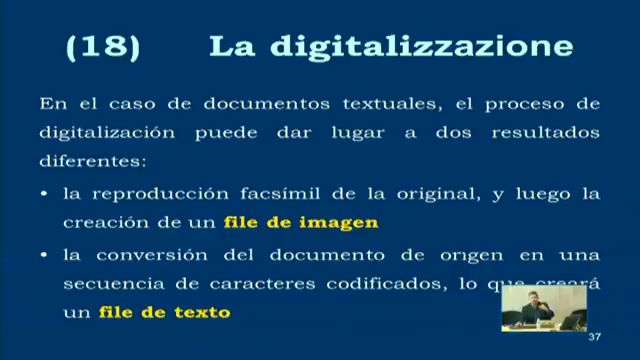 (18) La digitalizzazione
En el caso de documentos textuales, el proceso de
digitalización puede dar lugar a dos resultados
diferentes:
• la reproducción facsímil de la original, y luego la
creación de un file de imagen
• la conversión del documento de origen en una
secuencia de caracteres codificados, lo que creará
un file de texto
37